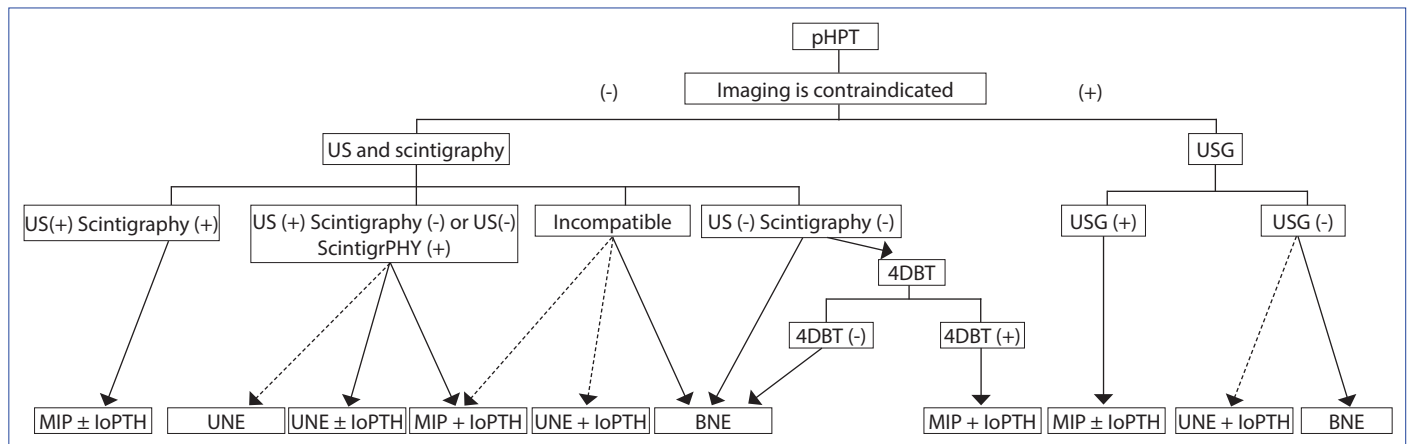 pHPT
Imaging is contraindicated
(-)
(+)
US and scintigraphy
USG
US(+) Scintigraphy (+)
US (+) Scintigraphy (-) or US(-)
ScintigrPHY (+)
Incompatible
US (-) Scintigraphy (-)
USG (+)
USG (-)
4DBT
4DBT (-)
4DBT (+)
MIP ± IoPTH
UNE
UNE ± IoPTH
MIP + IoPTH
UNE + IoPTH
BNE
MIP + IoPTH
MIP ± IoPTH
UNE + IoPTH
BNE